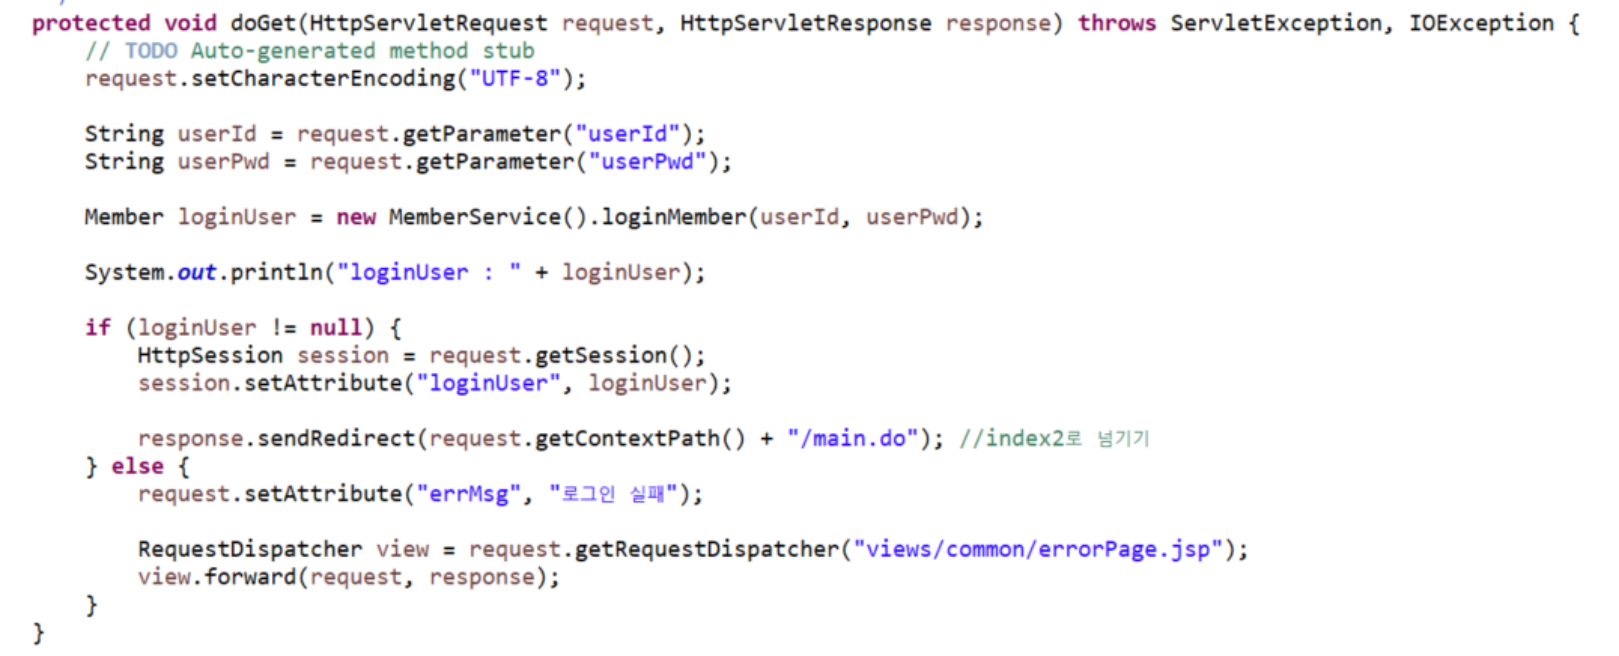 protected void doGet(HttpServletRequest request, HttpServletResponse response) throws ServletException, IOException {
// TODO Auto-generated method stub
request.setCharacterEncoding("UTF-8");
String userId = request.getParameter("userId");
String userPwd = request.getParameter("userPwd");
Member loginUser = new MemberService().loginMember(userId, userPwd);
System.out.println("loginUser : " + loginUser);
if (loginUser != null) {
HttpSession session = request.getSession();
session.setAttribute("loginUser", loginUser);
response.sendRedirect(request.getContextPath() + "/main.do"); //index2로 넘기기
} else {
request.setAttribute("errMsg", "로그인 실패");
RequestDispatcher view = request.getRequestDispatcher("views/common/errorPage.jsp");
view.forward(request, response);
}
}